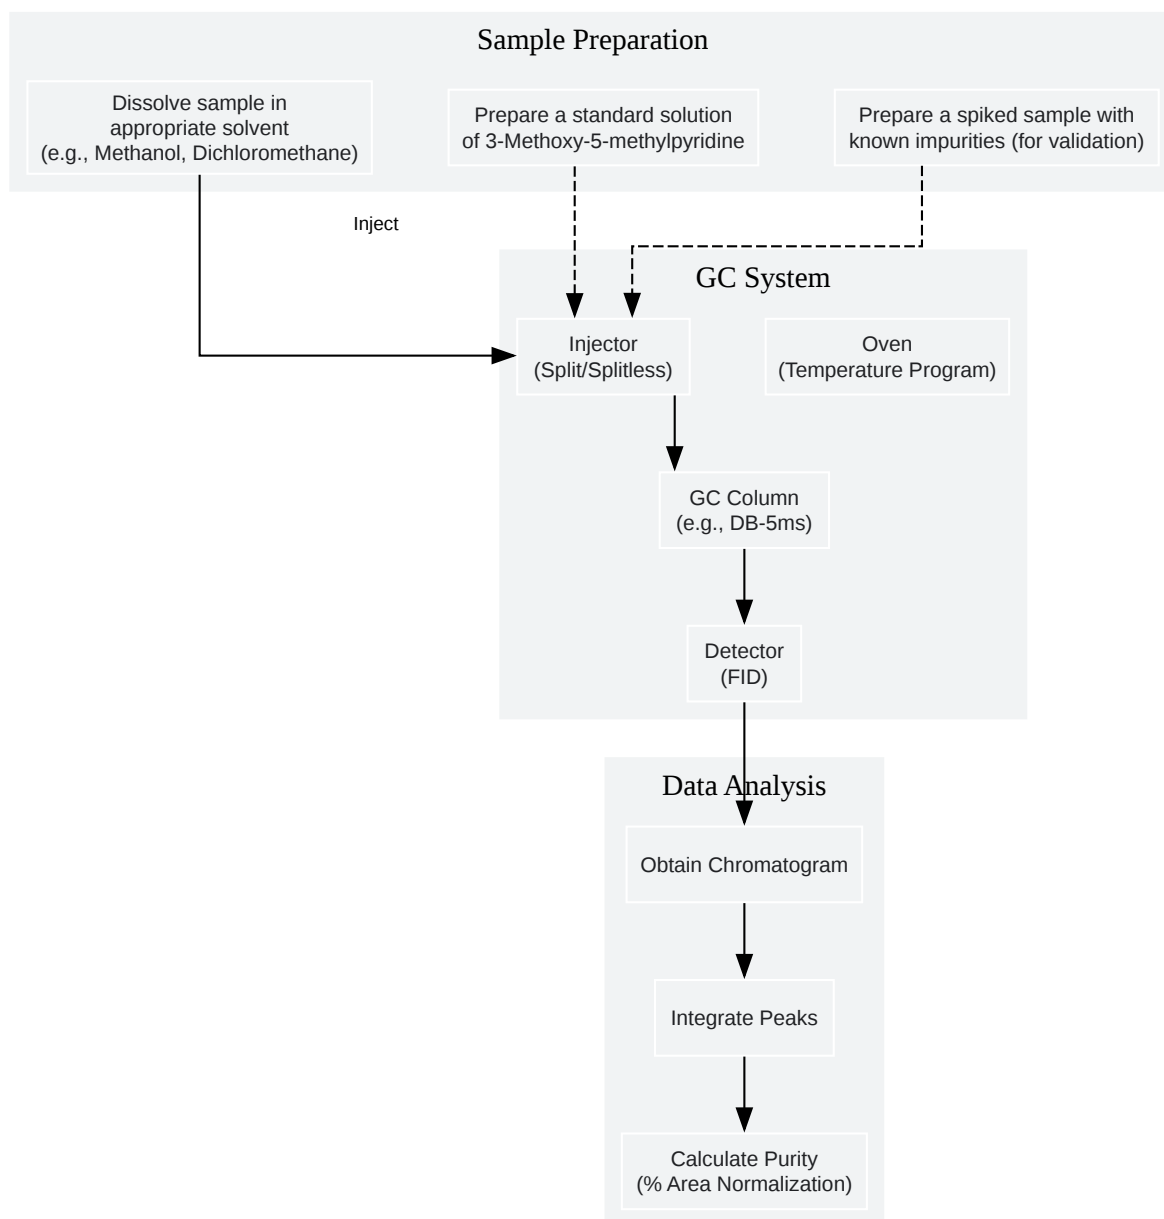 Sample Preparation
Dissolve sample in
appropriate solvent
(e.g., Methanol, Dichloromethane)
Prepare a standard solution
of 3-Methoxy-5-methylpyridine
Prepare a spiked sample with
known impurities (for validation)
Inject
GC System
Injector
(Split/Splitless)
Oven
(Temperature Program)
GC Column
(e.g., DB-5ms)
Detector
(FID)
Data Analysis
Obtain Chromatogram
Integrate Peaks
Calculate Purity
(% Area Normalization)